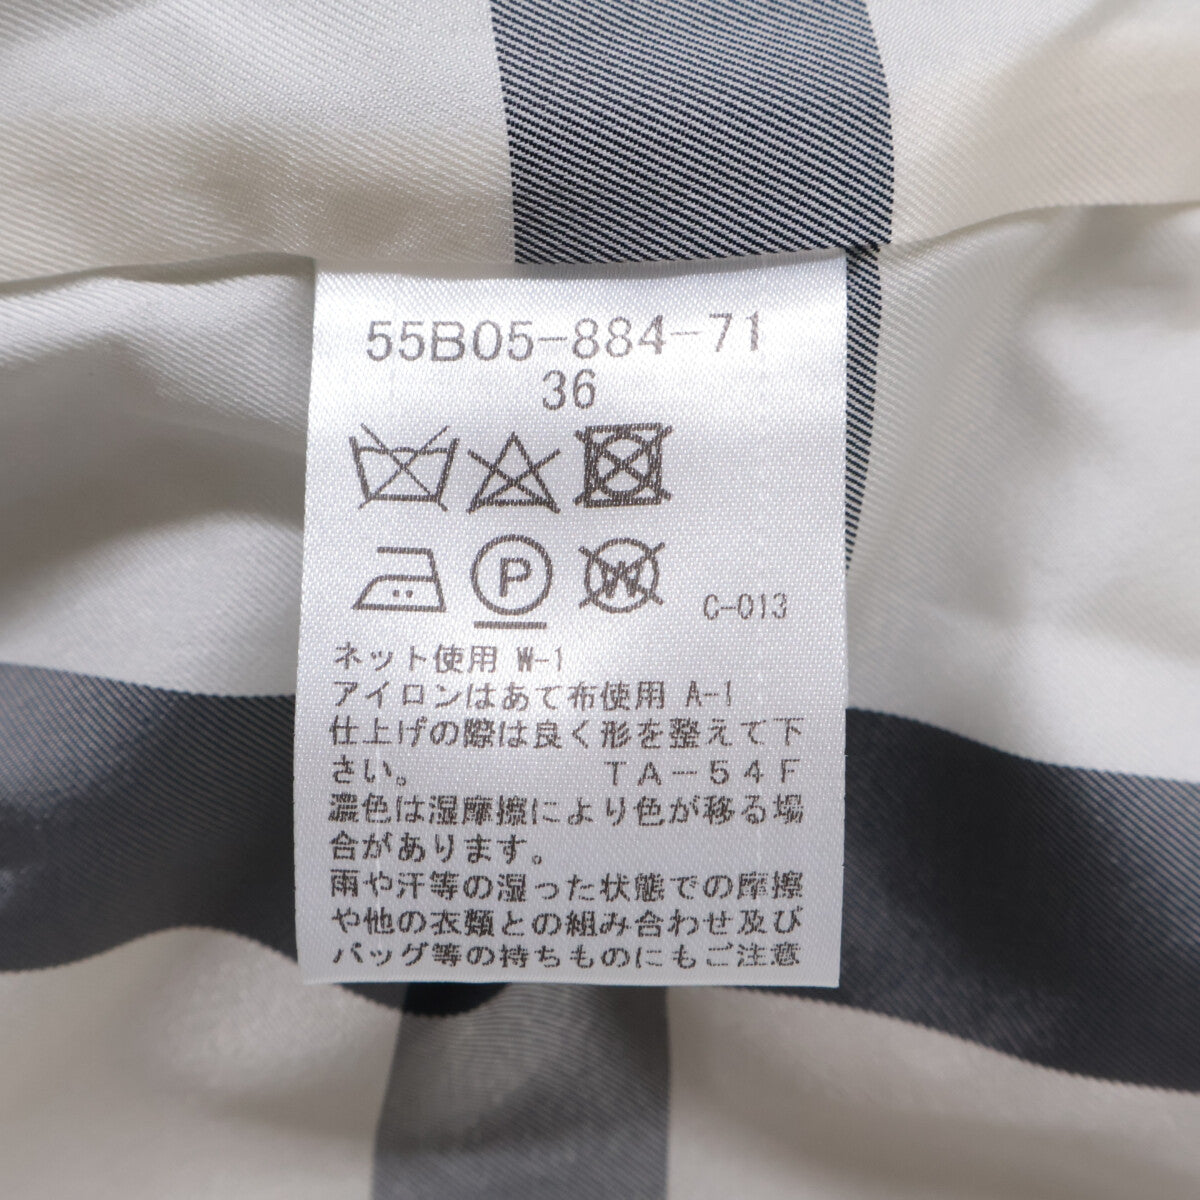 55B05-884-71
36
P
W
C-013
ネット使用 W-1
アイロンはあて布使用 A-1
仕上げの際は良く形を整えて下
さい。 TA-54F
濃色は湿摩擦により色が移る場
合があります。
雨や汗等の湿った状態での摩擦
や他の衣類との組み合わせ及び
バッグ等の持ちものにもご注意